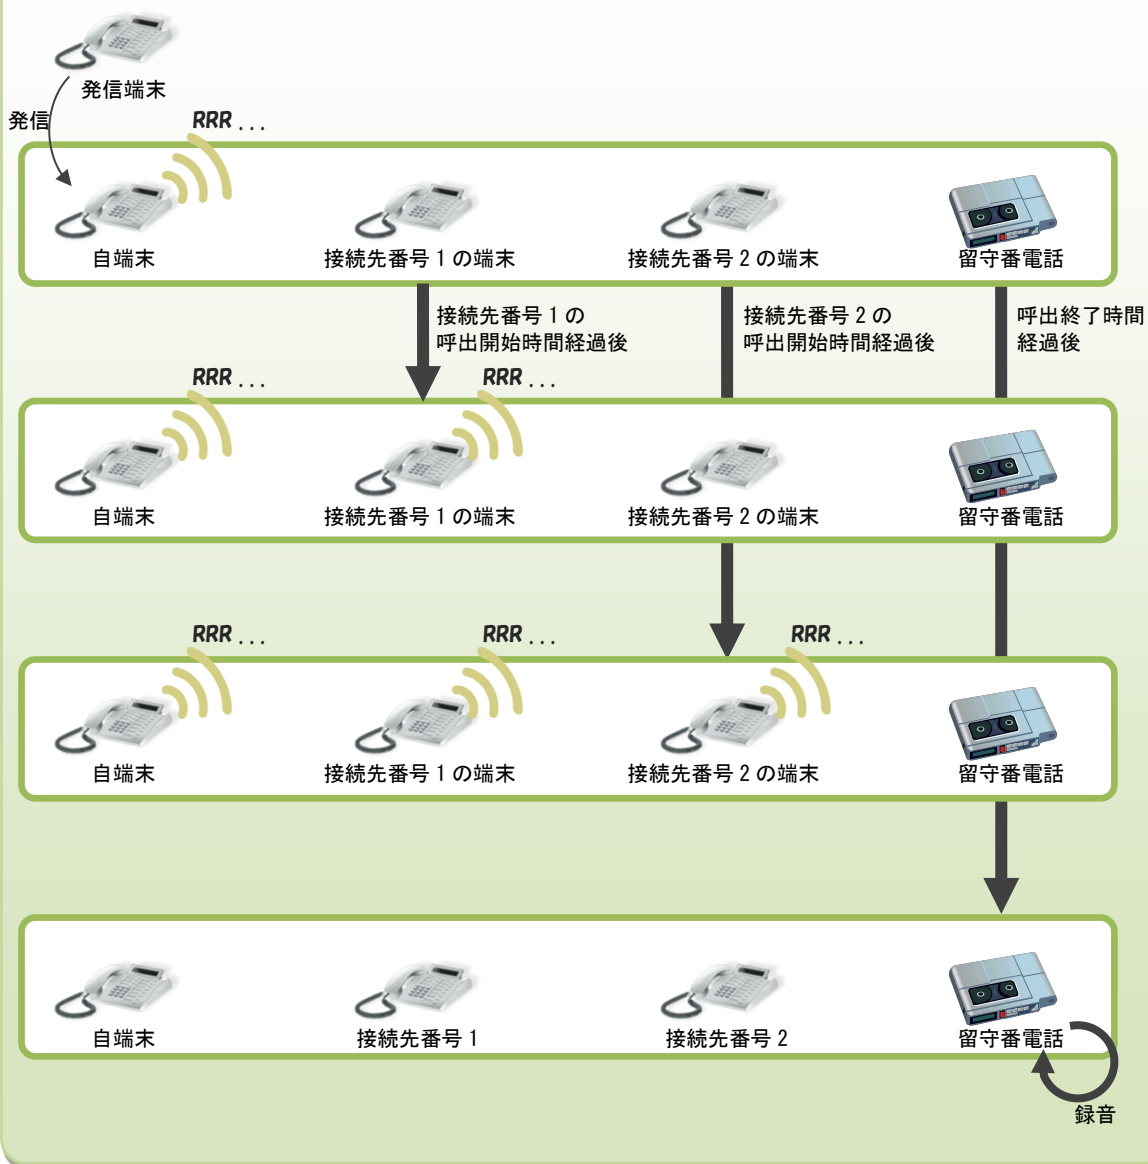 発信端末
発信
RRR...
自端末
接続先番号1の端末
接続先番号2の端末
留守番電話
接続先番号1の
呼出開始時間経過後
接続先番号2の
呼出開始時間経過後
呼出終了時間
経過後
RRR...
RRR...
自端末
接続先番号1の端末
接続先番号2の端末
留守番電話
RRR...
RRR...
RRR...
自端末
接続先番号1の端末
接続先番号2の端末
留守番電話
自端末
接続先番号1
接続先番号2
留守番電話
録音